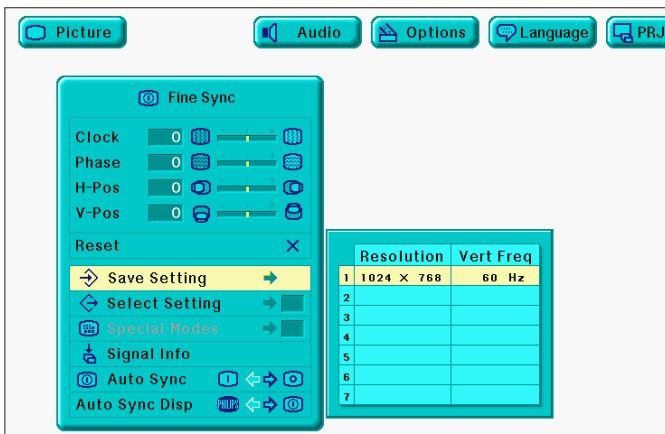 Picture
Audio
Options
Language
PRJ
Fine Sync
Clock 0 - +
Phase 0 - +
H-Pos 0 - +
V-Pos 0 - +
Reset
Save Setting
Select Setting
Special Modes
Signal Info
Auto Sync
Auto Sync Disp PHILIPS
Resolution Vert Freq
1 1024 × 768 60 Hz
2
3
4
5
6
7